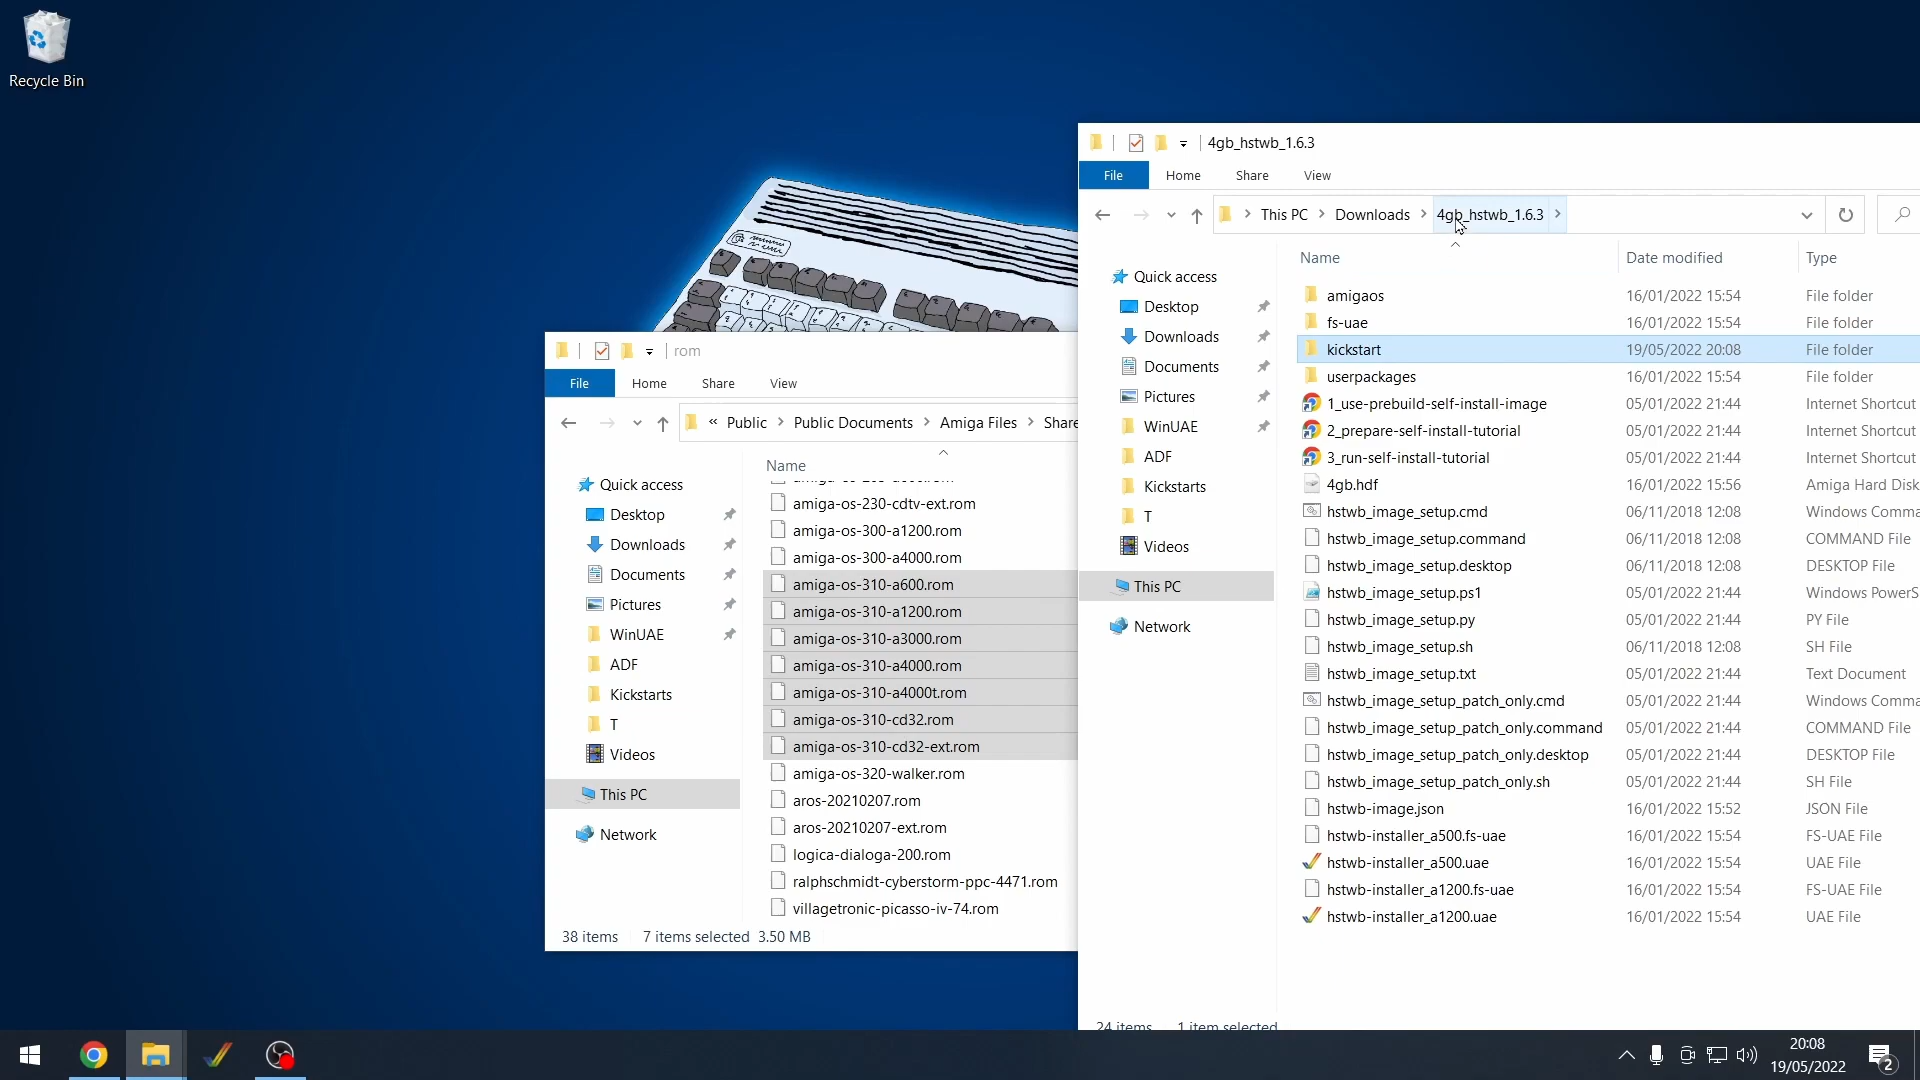 Recycle Bin
4gb_hstwb_1.6.3
File Home Share View
This PC Downloads 4gb_hstwb_1.6.3
Name Date modified Type
Quick access
Desktop
Downloads
Documents
Pictures
WinUAE
ADF
Kickstarts
T
Videos
This PC
Network
amigaos 16/01/2022 15:54 File folder
fs-uae 16/01/2022 15:54 File folder
kickstart 19/05/2022 20:08 File folder
userpackages 16/01/2022 15:54 File folder
1_use-prebuild-self-install-image 05/01/2022 21:44 Internet Shortcut
2_prepare-self-install-tutorial 05/01/2022 21:44 Internet Shortcut
3_run-self-install-tutorial 05/01/2022 21:44 Internet Shortcut
4gb.hdf 16/01/2022 15:56 Amiga Hard Disk
hstwb_image_setup.cmd 06/11/2018 12:08 Windows Comma
hstwb_image_setup.command 06/11/2018 12:08 COMMAND File
hstwb_image_setup.desktop 06/11/2018 12:08 DESKTOP File
hstwb_image_setup.ps1 05/01/2022 21:44 Windows PowerS
hstwb_image_setup.py 05/01/2022 21:44 PY File
hstwb_image_setup.sh 06/11/2018 12:08 SH File
hstwb_image_setup.txt 05/01/2022 21:44 Text Document
hstwb_image_setup_patch_only.cmd 05/01/2022 21:44 Windows Comma
hstwb_image_setup_patch_only.command 05/01/2022 21:44 COMMAND File
hstwb_image_setup_patch_only.desktop 05/01/2022 21:44 DESKTOP File
hstwb_image_setup_patch_only.sh 05/01/2022 21:44 SH File
hstwb-image.json 16/01/2022 15:52 JSON File
hstwb-installer_a500.fs-uae 16/01/2022 15:54 FS-UAE File
hstwb-installer_a500.uae 16/01/2022 15:54 UAE File
hstwb-installer_a1200.fs-uae 16/01/2022 15:54 FS-UAE File
hstwb-installer_a1200.uae 16/01/2022 15:54 UAE File
24 items 1 item selected
rom
File Home Share View
« Public Public Documents Amiga Files Share
Name
Quick access
Desktop
Downloads
Documents
Pictures
WinUAE
ADF
Kickstarts
T
Videos
This PC
Network
amiga-os-230-cdtv-ext.rom
amiga-os-300-a1200.rom
amiga-os-300-a4000.rom
amiga-os-310-a600.rom
amiga-os-310-a1200.rom
amiga-os-310-a3000.rom
amiga-os-310-a4000.rom
amiga-os-310-a4000t.rom
amiga-os-310-cd32.rom
amiga-os-310-cd32-ext.rom
amiga-os-320-walker.rom
aros-20210207.rom
aros-20210207-ext.rom
logica-dialoga-200.rom
ralphschmidt-cyberstorm-ppc-4471.rom
villagetronic-picasso-iv-74.rom
38 items 7 items selected 3.50 MB
20:08
19/05/2022
2